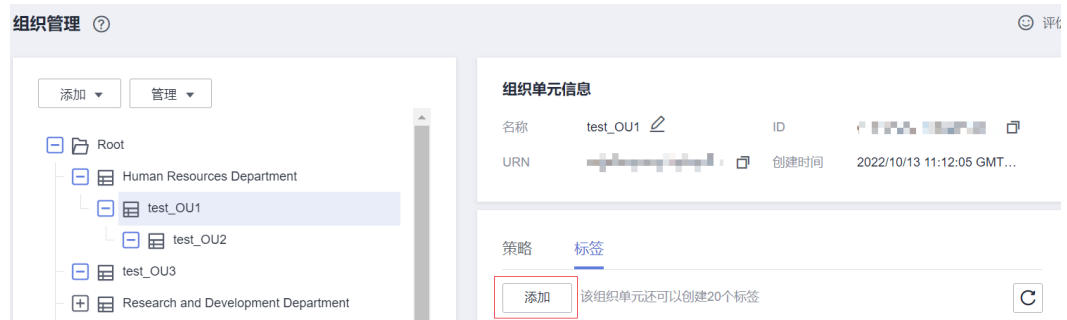 组织管理
添加 管理
Root
Human Resources Department
test_OU1
test_OU2
test_OU3
Research and Development Department
组织单元信息
名称 test_OU1 ID
URN 创建时间 2022/10/13 11:12:05 GMT...
策略 标签
添加 该组织单元还可以创建20个标签